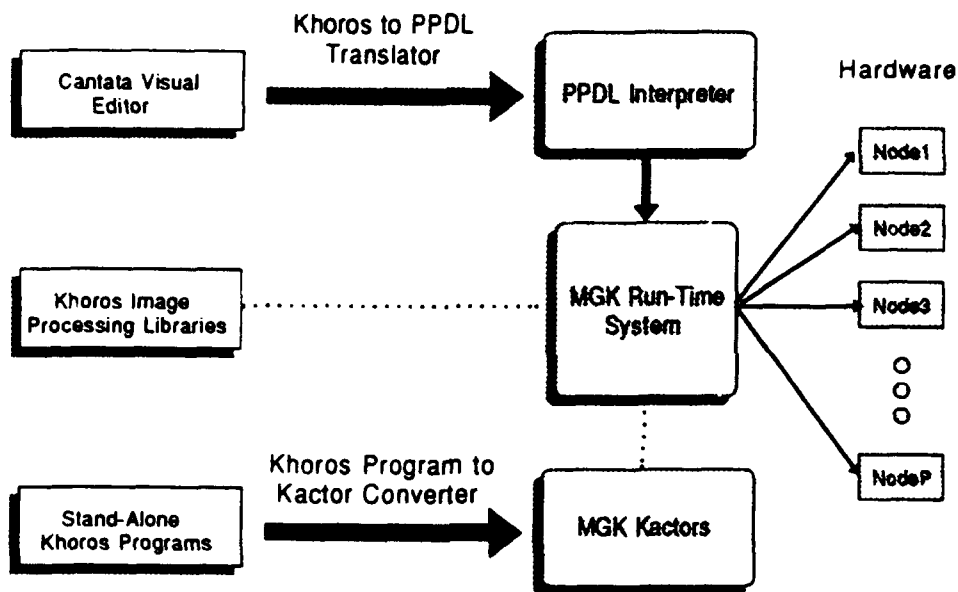 Khoros to PPDL
Translator
Cantata Visual
Editor
PPDL Interpreter
Hardware
Node1
Node2
Khoros Image
Processing Libraries
MGK Run-Time
System
Node3
NodeP
Khoros Program to
Kactor Converter
Stand-Alone
Khoros Programs
MGK Kactors